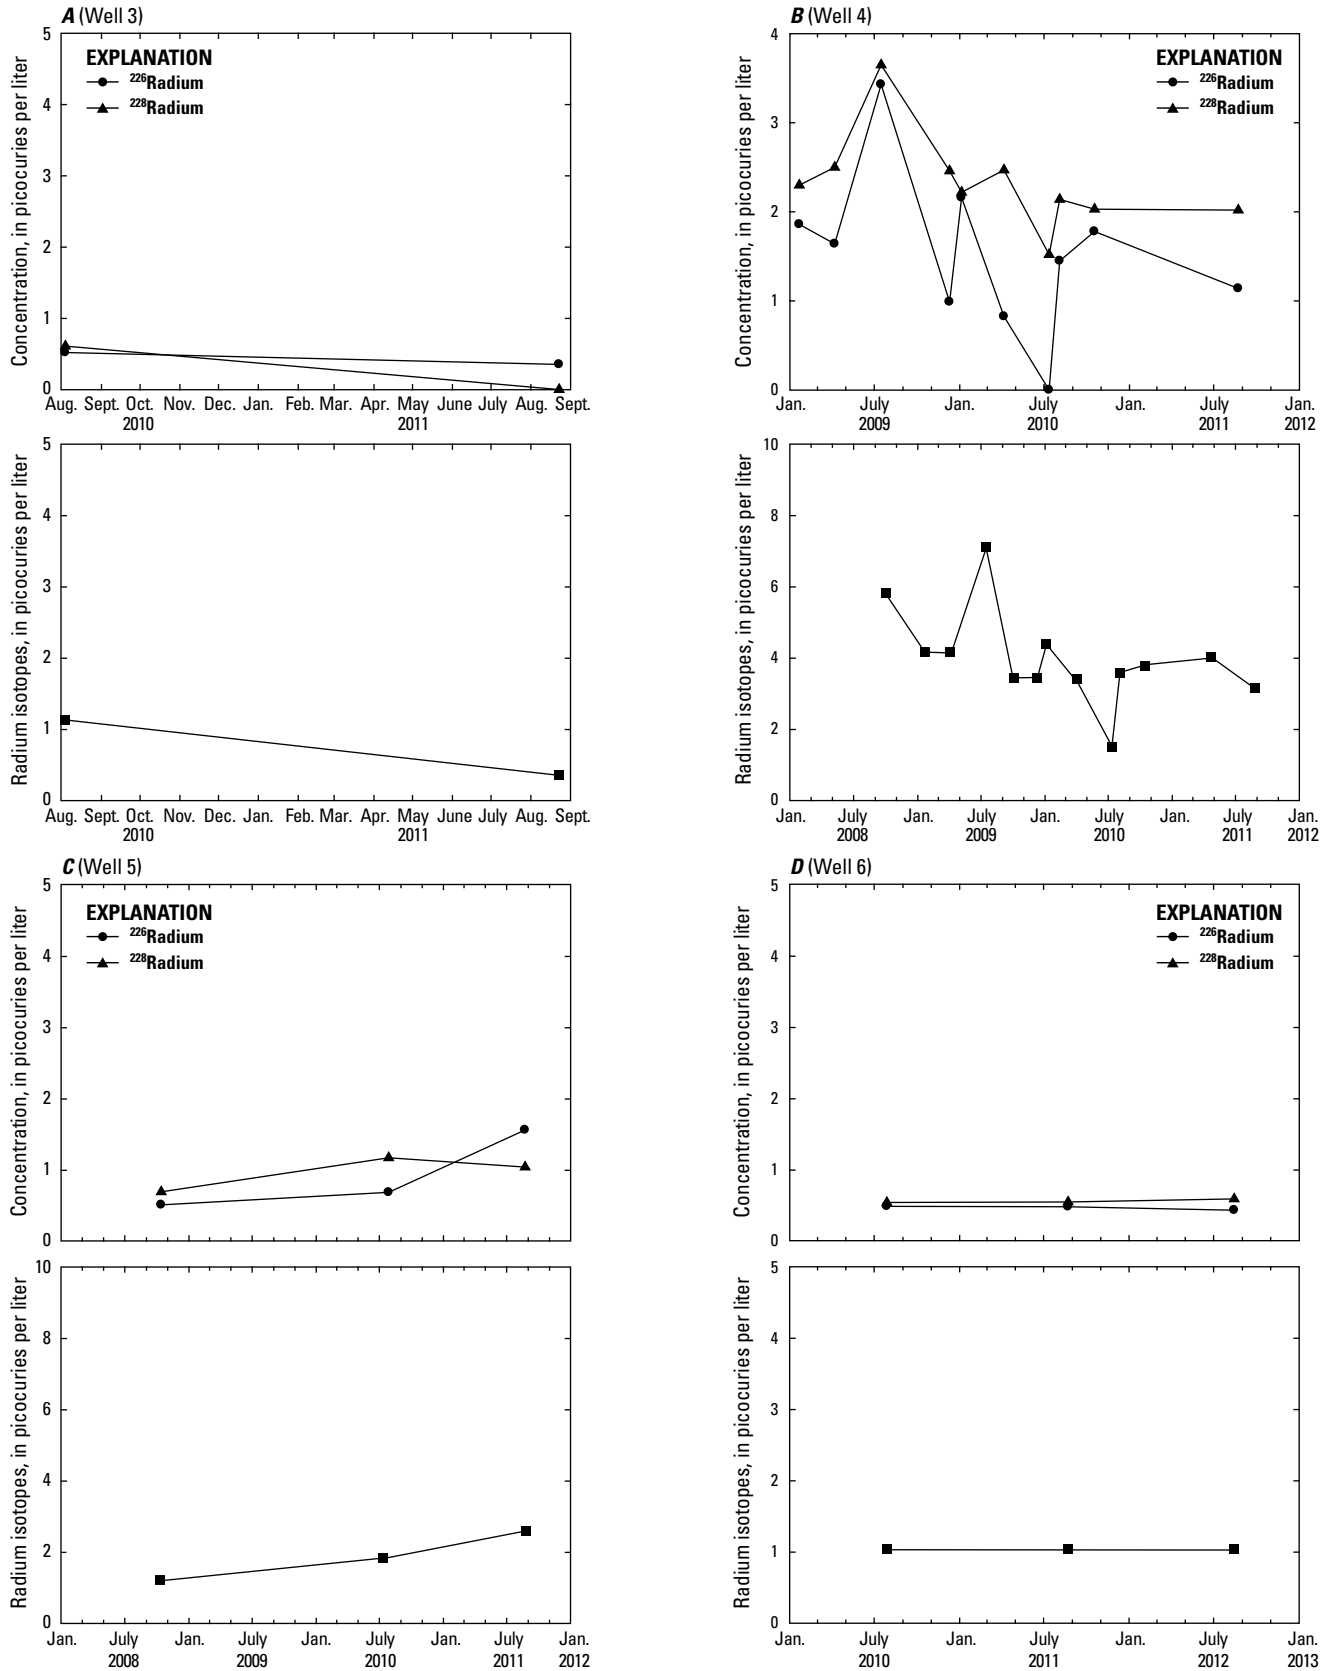 A (Well 3)
Concentration, in picocuries per liter
5
4
3
2
1
0
EXPLANATION
226Radium
228Radium
Aug. Sept. Oct. Nov. Dec. Jan. Feb. Mar. Apr. May June July Aug. Sept.
2010 2011
Radium isotopes, in picocuries per liter
5
4
3
2
1
0
Aug. Sept. Oct. Nov. Dec. Jan. Feb. Mar. Apr. May June July Aug. Sept.
2010 2011
B (Well 4)
Concentration, in picocuries per liter
4
3
2
1
0
EXPLANATION
226Radium
228Radium
Jan. July Jan. July Jan. July Jan.
2009 2010 2011 2012
Radium isotopes, in picocuries per liter
10
8
6
4
2
0
Jan. July Jan. July Jan. July Jan. July Jan.
2008 2009 2010 2011 2012
C (Well 5)
Concentration, in picocuries per liter
5
4
3
2
1
0
EXPLANATION
226Radium
228Radium
Radium isotopes, in picocuries per liter
10
8
6
4
2
0
Jan. July Jan. July Jan. July Jan. July Jan.
2008 2009 2010 2011 2012
D (Well 6)
Concentration, in picocuries per liter
5
4
3
2
1
0
EXPLANATION
226Radium
228Radium
Radium isotopes, in picocuries per liter
5
4
3
2
1
0
Jan. July Jan. July Jan. July Jan.
2010 2011 2012 2013